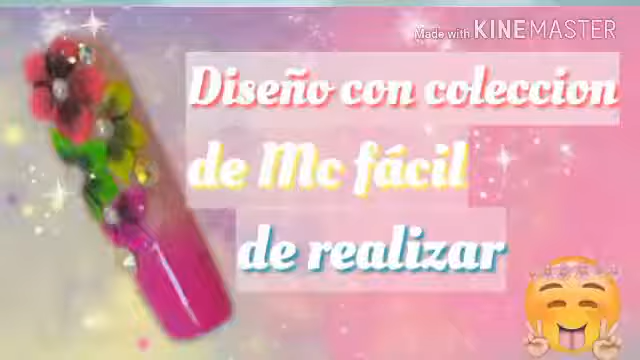 Made with KINEMASTER
Diseño con coleccion
de Mc fácil
de realizar